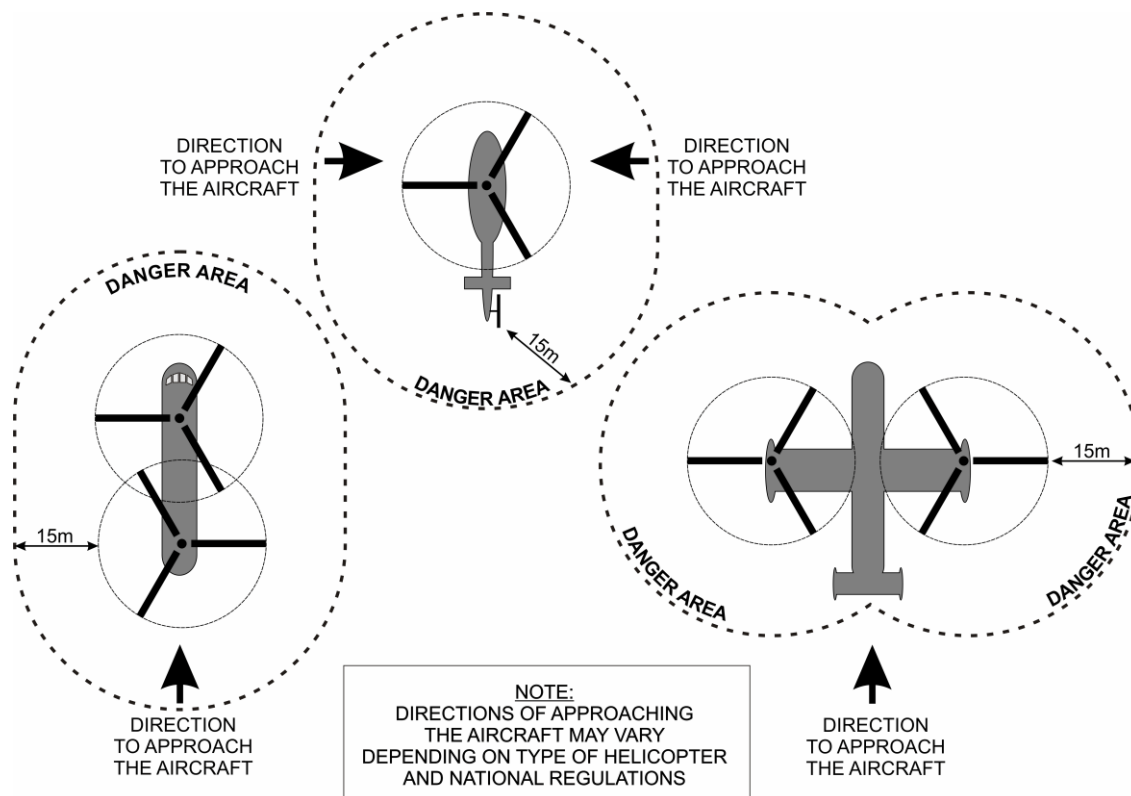 DIRECTION
TO APPROACH
THE AIRCRAFT
DIRECTION
TO APPROACH
THE AIRCRAFT
15m
DANGER AREA
DANGER AREA
15m
DIRECTION
TO APPROACH
THE AIRCRAFT
15m
DANGER AREA
DANGER AREA
DIRECTION
TO APPROACH
THE AIRCRAFT
NOTE:
DIRECTIONS OF APPROACHING
THE AIRCRAFT MAY VARY
DEPENDING ON TYPE OF HELICOPTER
AND NATIONAL REGULATIONS